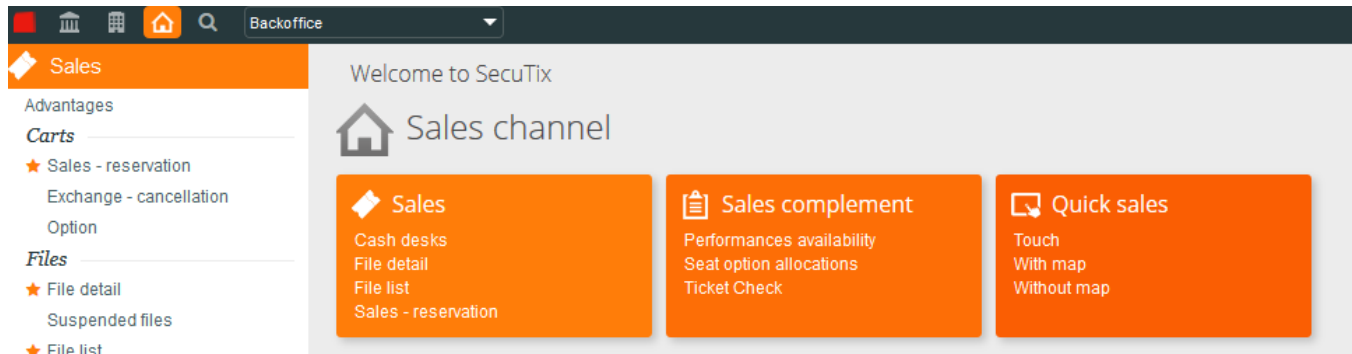 Backoffice
Sales
Advantages
Carts
Sales - reservation
Exchange - cancellation
Option
Files
File detail
Suspended files
File list
Welcome to SecuTix
Sales channel
Sales
Cash desks
File detail
File list
Sales - reservation
Sales complement
Performances availability
Seat option allocations
Ticket Check
Quick sales
Touch
With map
Without map